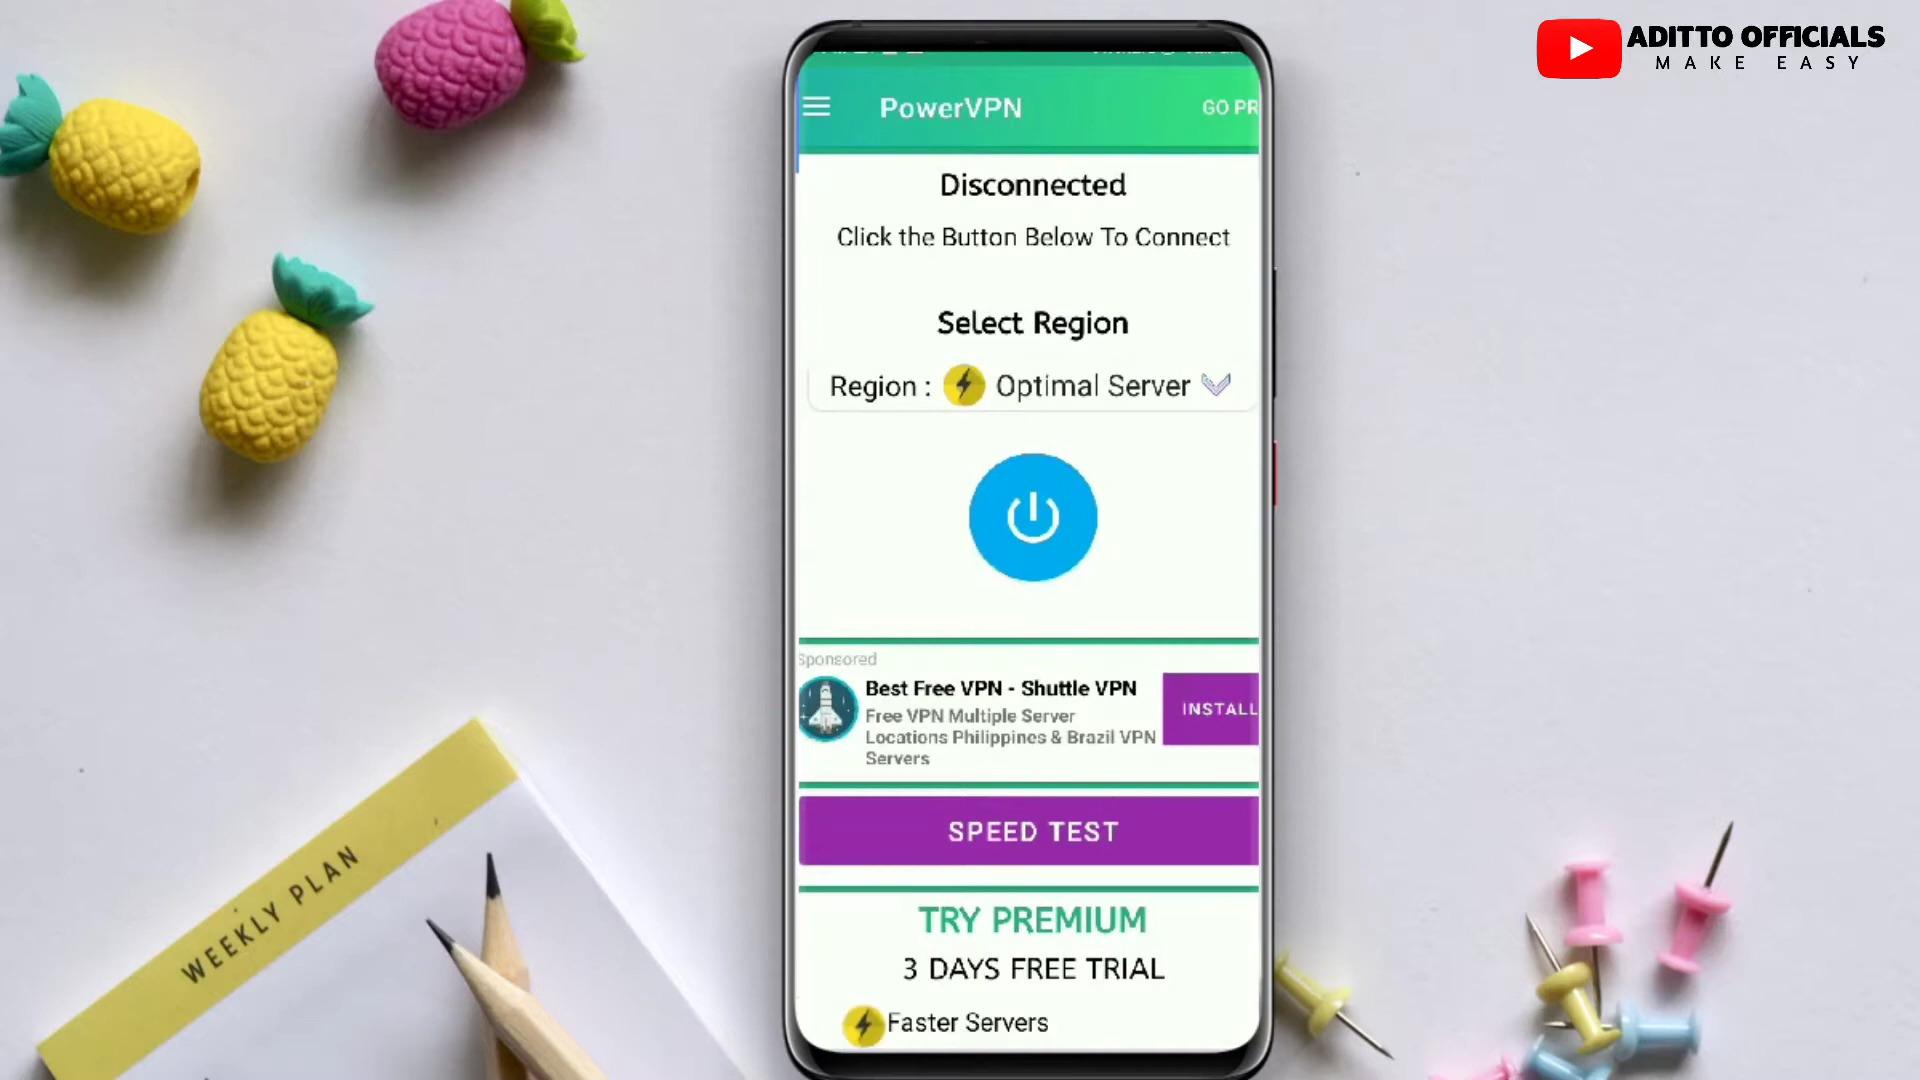 ADITTO OFFICIALS
MAKE EASY
PowerVPN
GO PR
Disconnected
Click the Button Below To Connect
Select Region
Region : Optimal Server
Sponsored
Best Free VPN - Shuttle VPN
Free VPN Multiple Server
Locations Philippines & Brazil VPN
Servers
INSTALL
SPEED TEST
TRY PREMIUM
3 DAYS FREE TRIAL
Faster Servers
WEEKLY PLAN